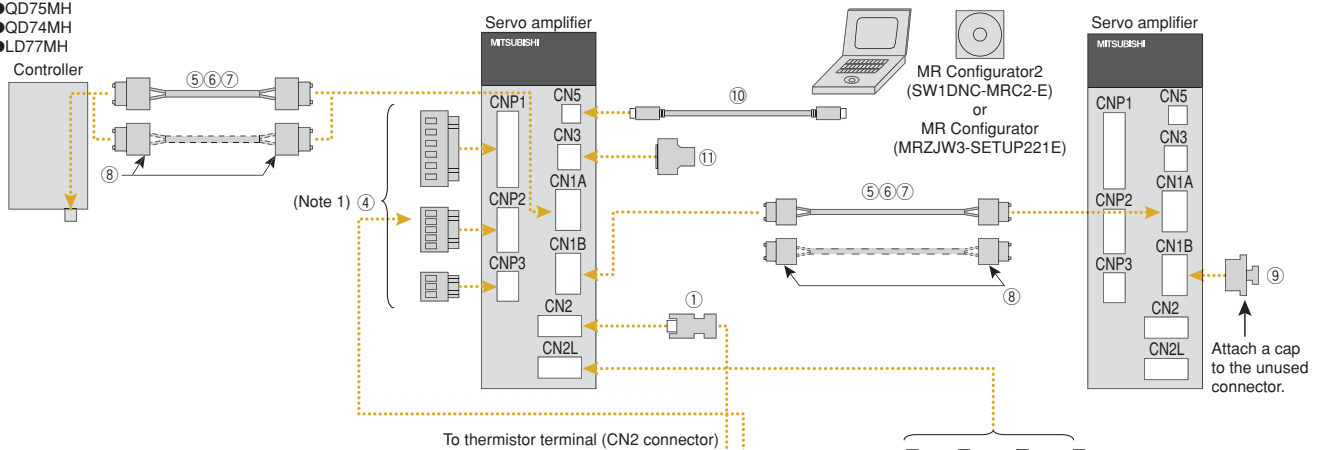 ●QD75MH
●QD74MH
●LD77MH
Controller
⑤⑥⑦
⑧
(Note 1) ④
Servo amplifier
MITSUBISHI
CNP1
CN5
CN3
CN1A
CNP2
CN1B
CNP3
CN2
CN2L
⑩
⑪
MR Configurator2
(SW1DNC-MRC2-E)
or
MR Configurator
(MRZJW3-SETUP221E)
⑤⑥⑦
⑧
①
Servo amplifier
MITSUBISHI
CNP1
CN5
CN3
CN1A
CNP2
CN1B
CNP3
CN2
CN2L
⑨
Attach a cap
to the unused
connector.
To thermistor terminal (CN2 connector)